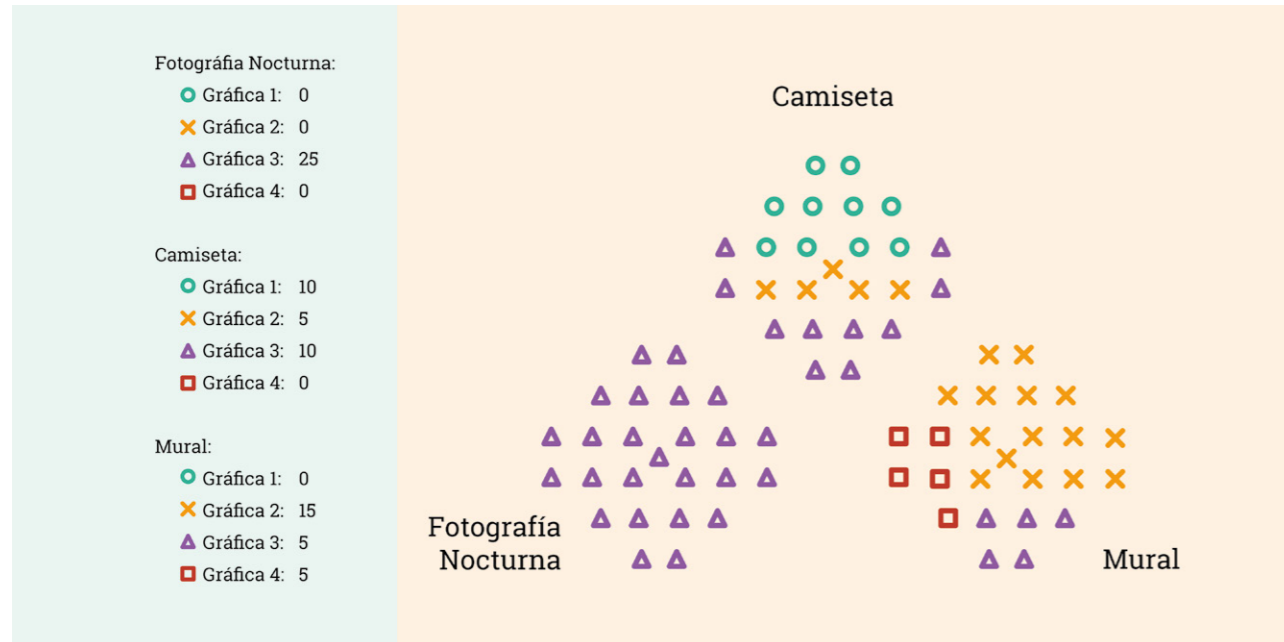 Fotográfia Nocturna:
Gráfica 1: 0
Gráfica 2: 0
Gráfica 3: 25
Gráfica 4: 0
Camiseta:
Gráfica 1: 10
Gráfica 2: 5
Gráfica 3: 10
Gráfica 4: 0
Mural:
Gráfica 1: 0
Gráfica 2: 15
Gráfica 3: 5
Gráfica 4: 5
Camiseta
Fotografía
Nocturna
Mural